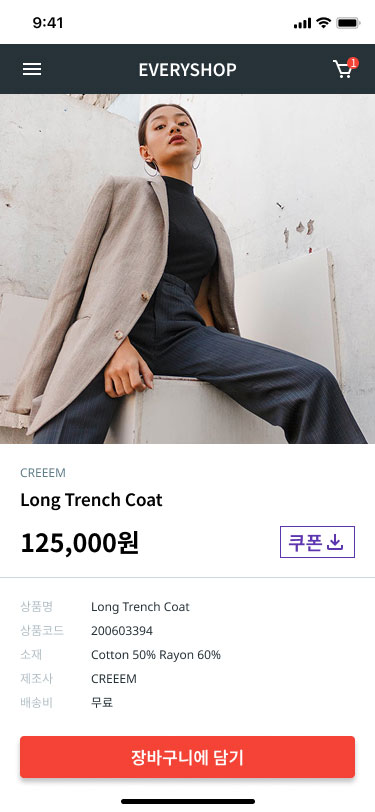 9:41
EVERYSHOP
1
CREEEM
Long Trench Coat
125,000원
쿠폰
상품명 Long Trench Coat
상품코드 200603394
소재 Cotton 50% Rayon 60%
제조사 CREEEM
배송비 무료
장바구니에 담기